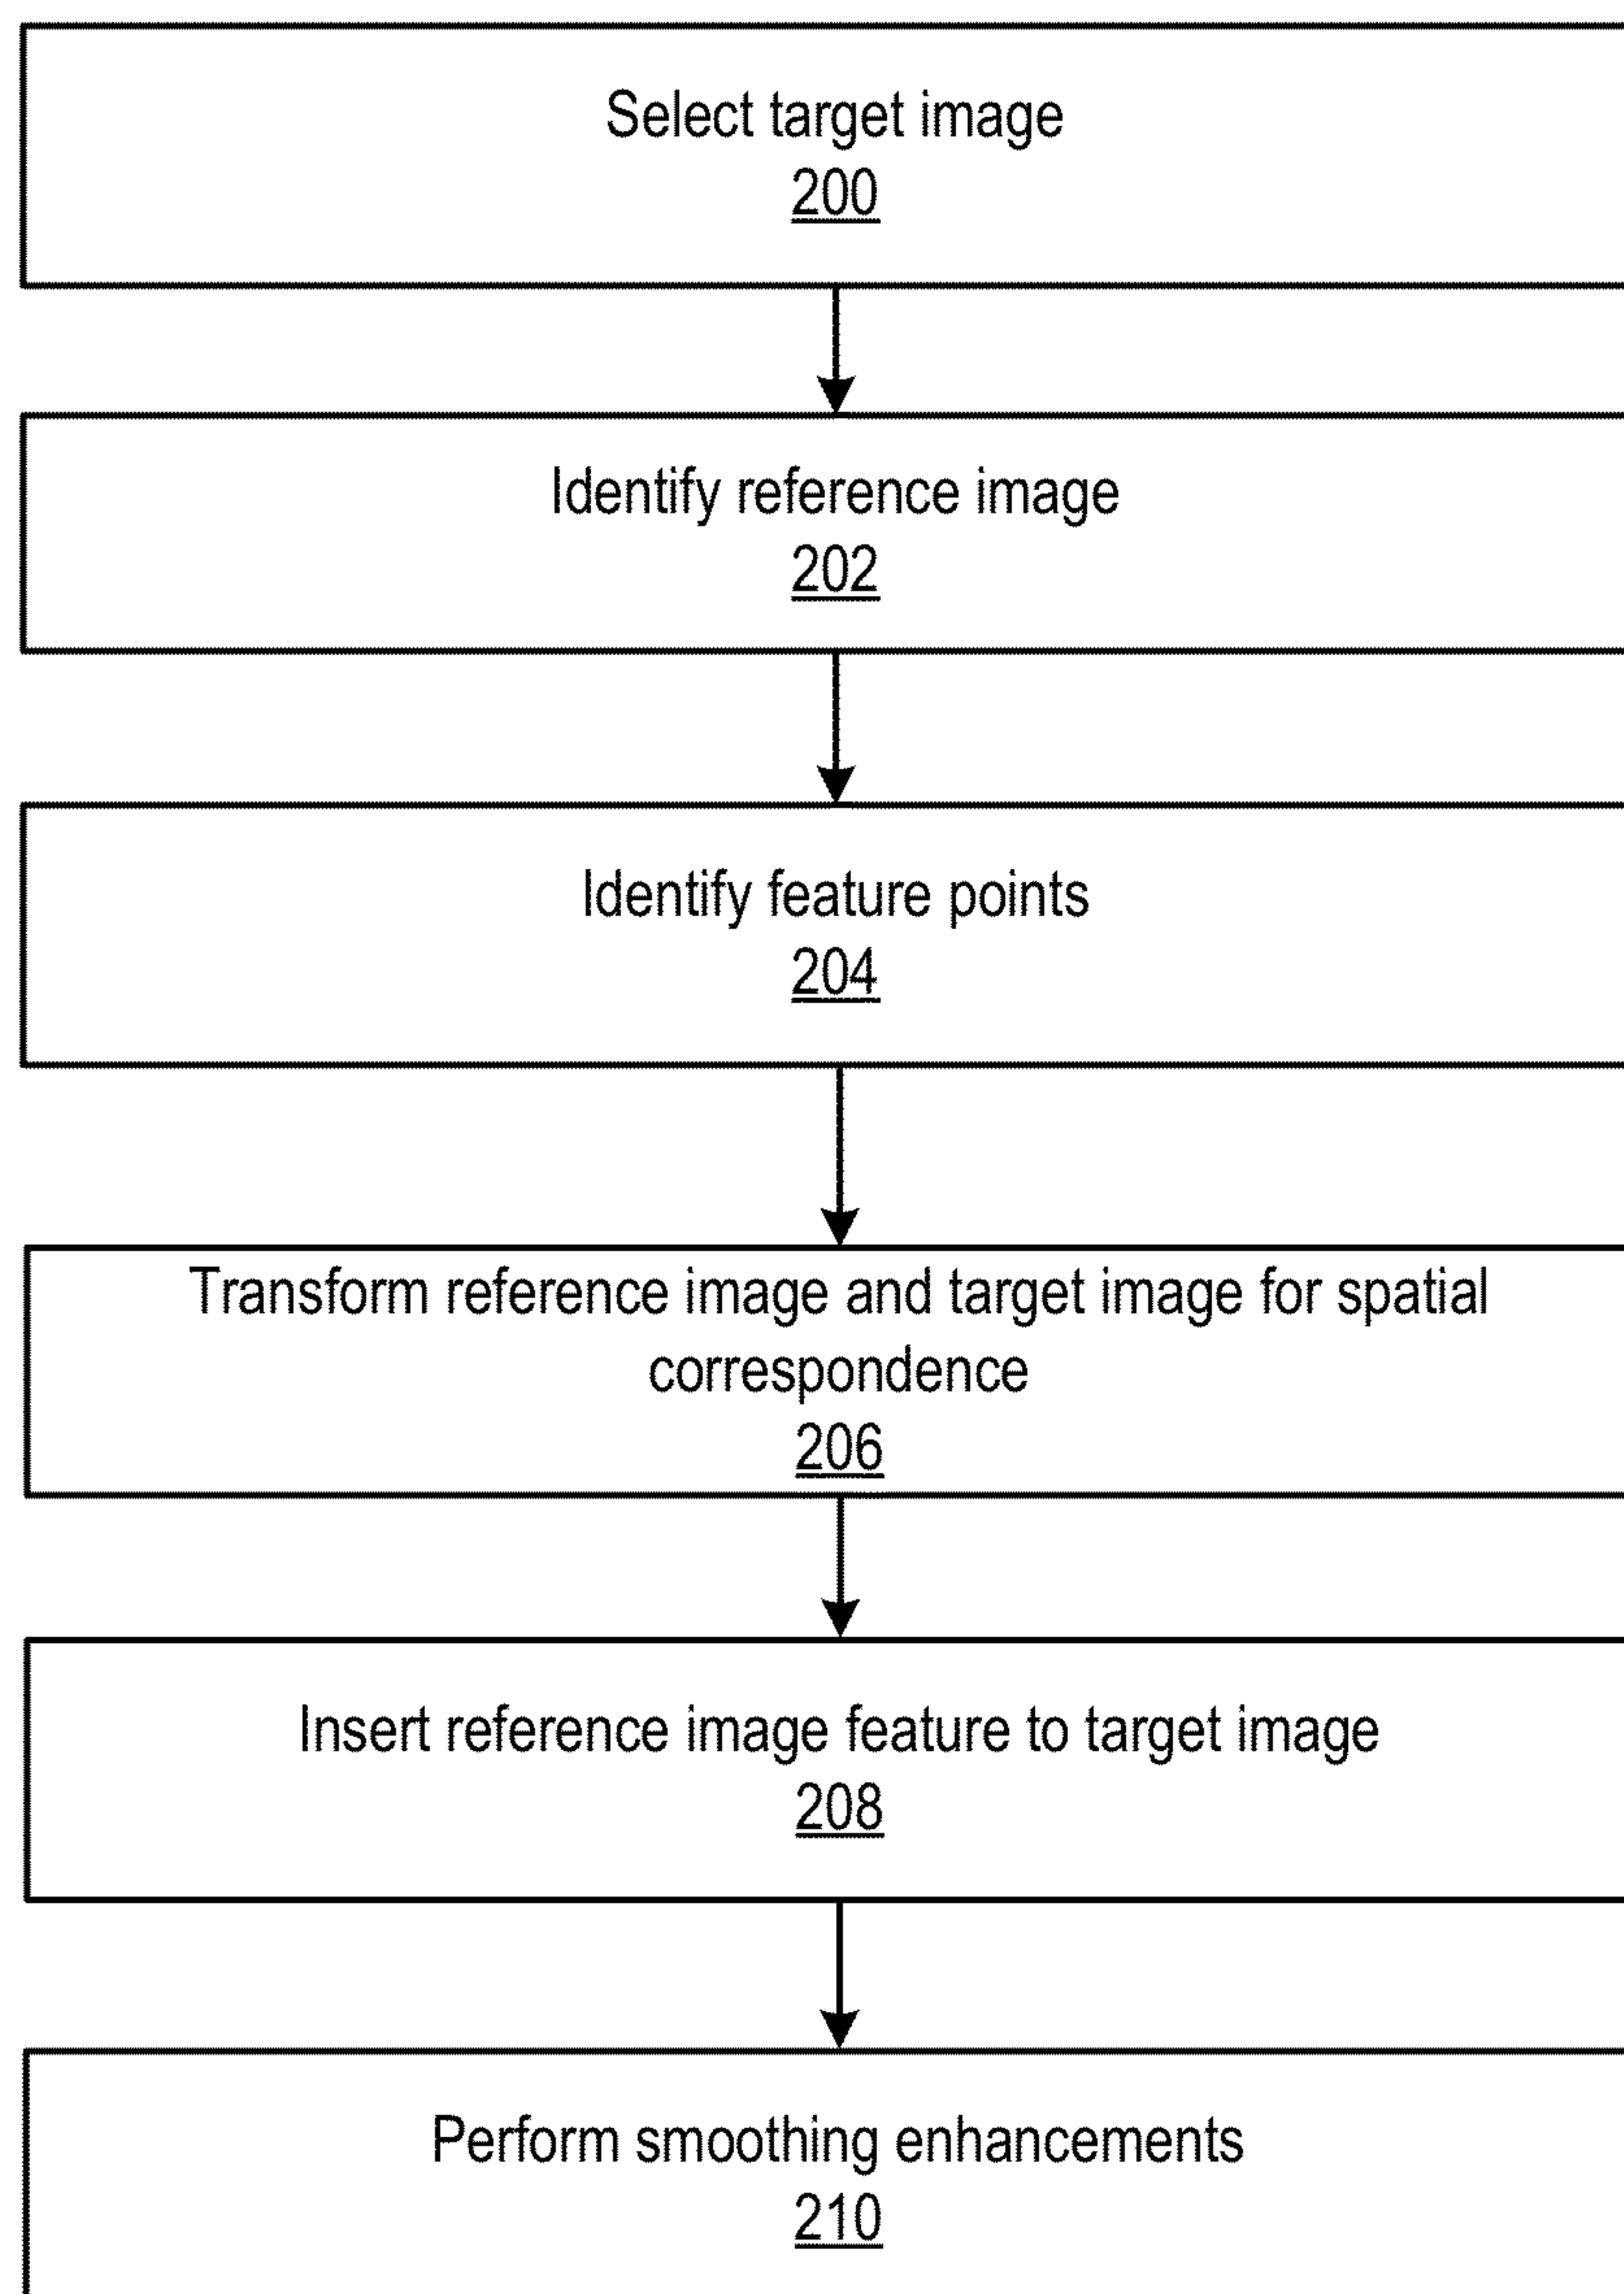 Select target image
200
Identify reference image
202
Identify feature points
204
Transform reference image and target image for spatial
correspondence
206
Insert reference image feature to target image
208
Perform smoothing enhancements
210